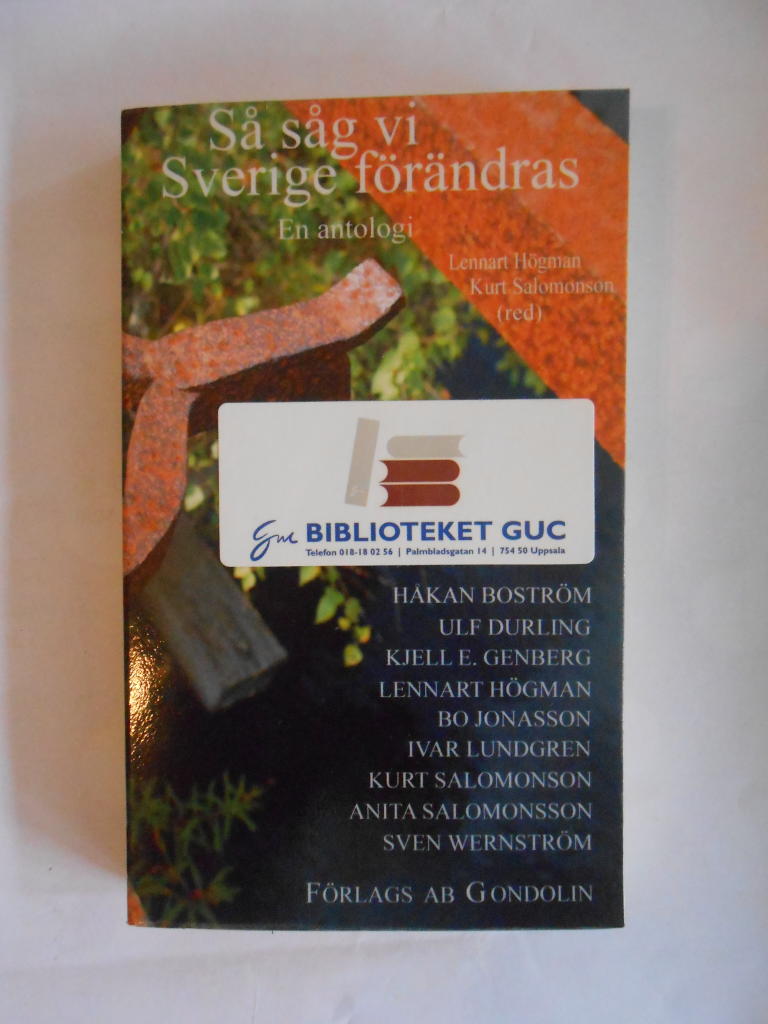 Så såg vi
Sverige förändras
En antologi
Lennart Högman
Kurt Salomonson
(red)
Guc BIBLIOTEKET GUC
Telefon 018-18 02 56 | Palmbladsgatan 14 | 754 50 Uppsala
HÅKAN BOSTRÖM
ULF DURLING
KJELL E. GENBERG
LENNART HÖGMAN
BO JONASSON
IVAR LUNDGREN
KURT SALOMONSON
ANITA SALOMONSSON
SVEN WERNSTRÖM
FÖRLAGS AB GONDOLIN